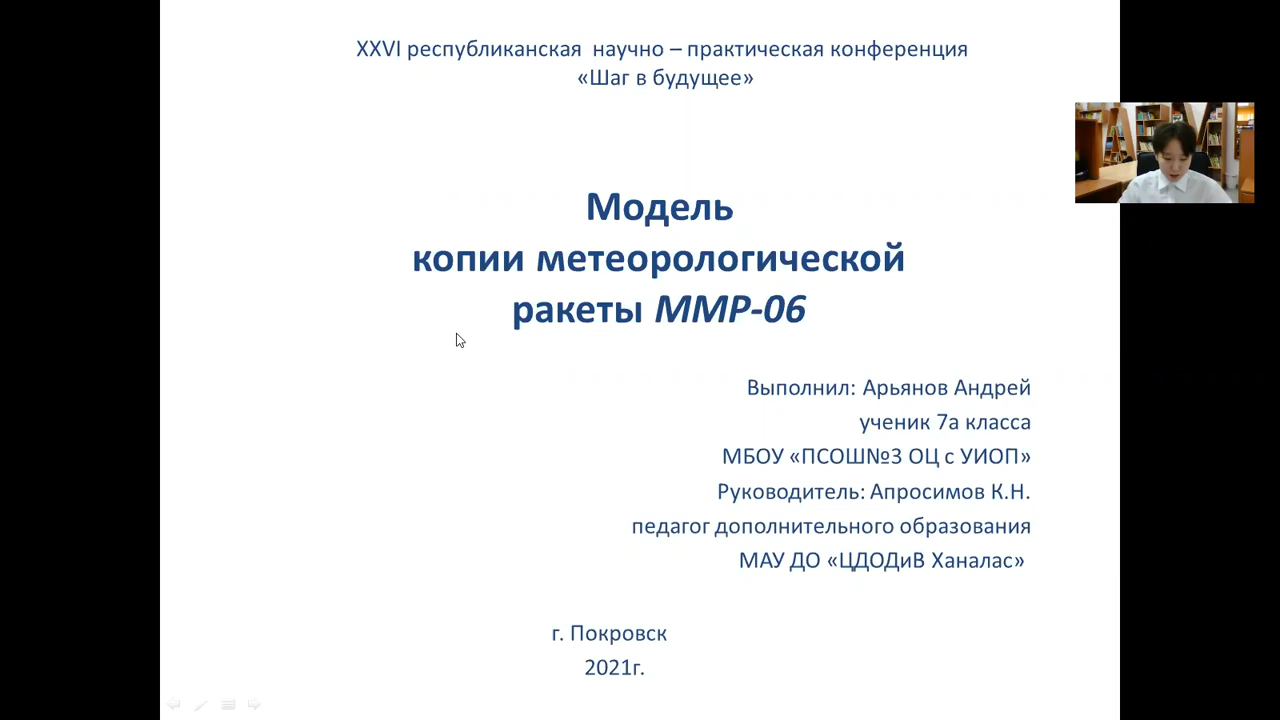 XXVI республиканская научно – практическая конференция
«Шаг в будущее»
Модель
копии метеорологической
ракеты ММР-06
Выполнил: Арьянов Андрей
ученик 7а класса
МБОУ «ПСОШ№3 ОЦ с УИОП»
Руководитель: Апросимов К.Н.
педагог дополнительного образования
МАУ ДО «ЦДОДиВ Ханалас»
г. Покровск
2021г.